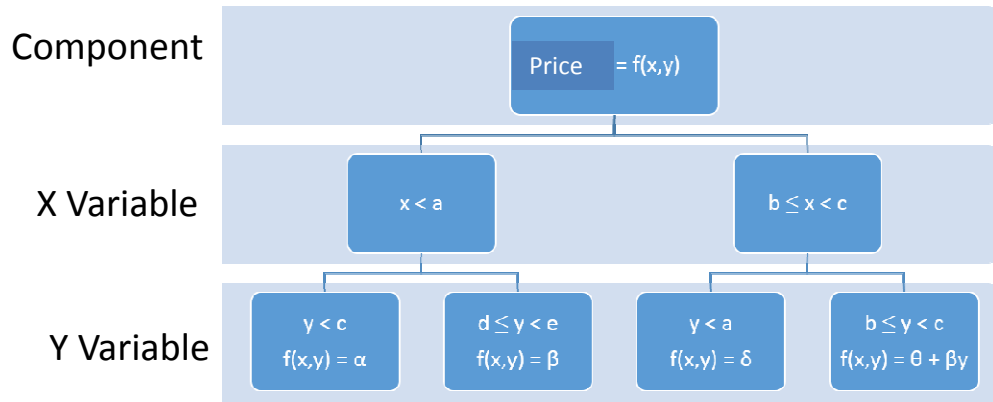 Component
Price = f(x,y)
X Variable
x < a
b ≤ x < c
Y Variable
y < c
f(x,y) = α
d ≤ y < e
f(x,y) = β
y < a
f(x,y) = δ
b ≤ y < c
f(x,y) = θ + βy